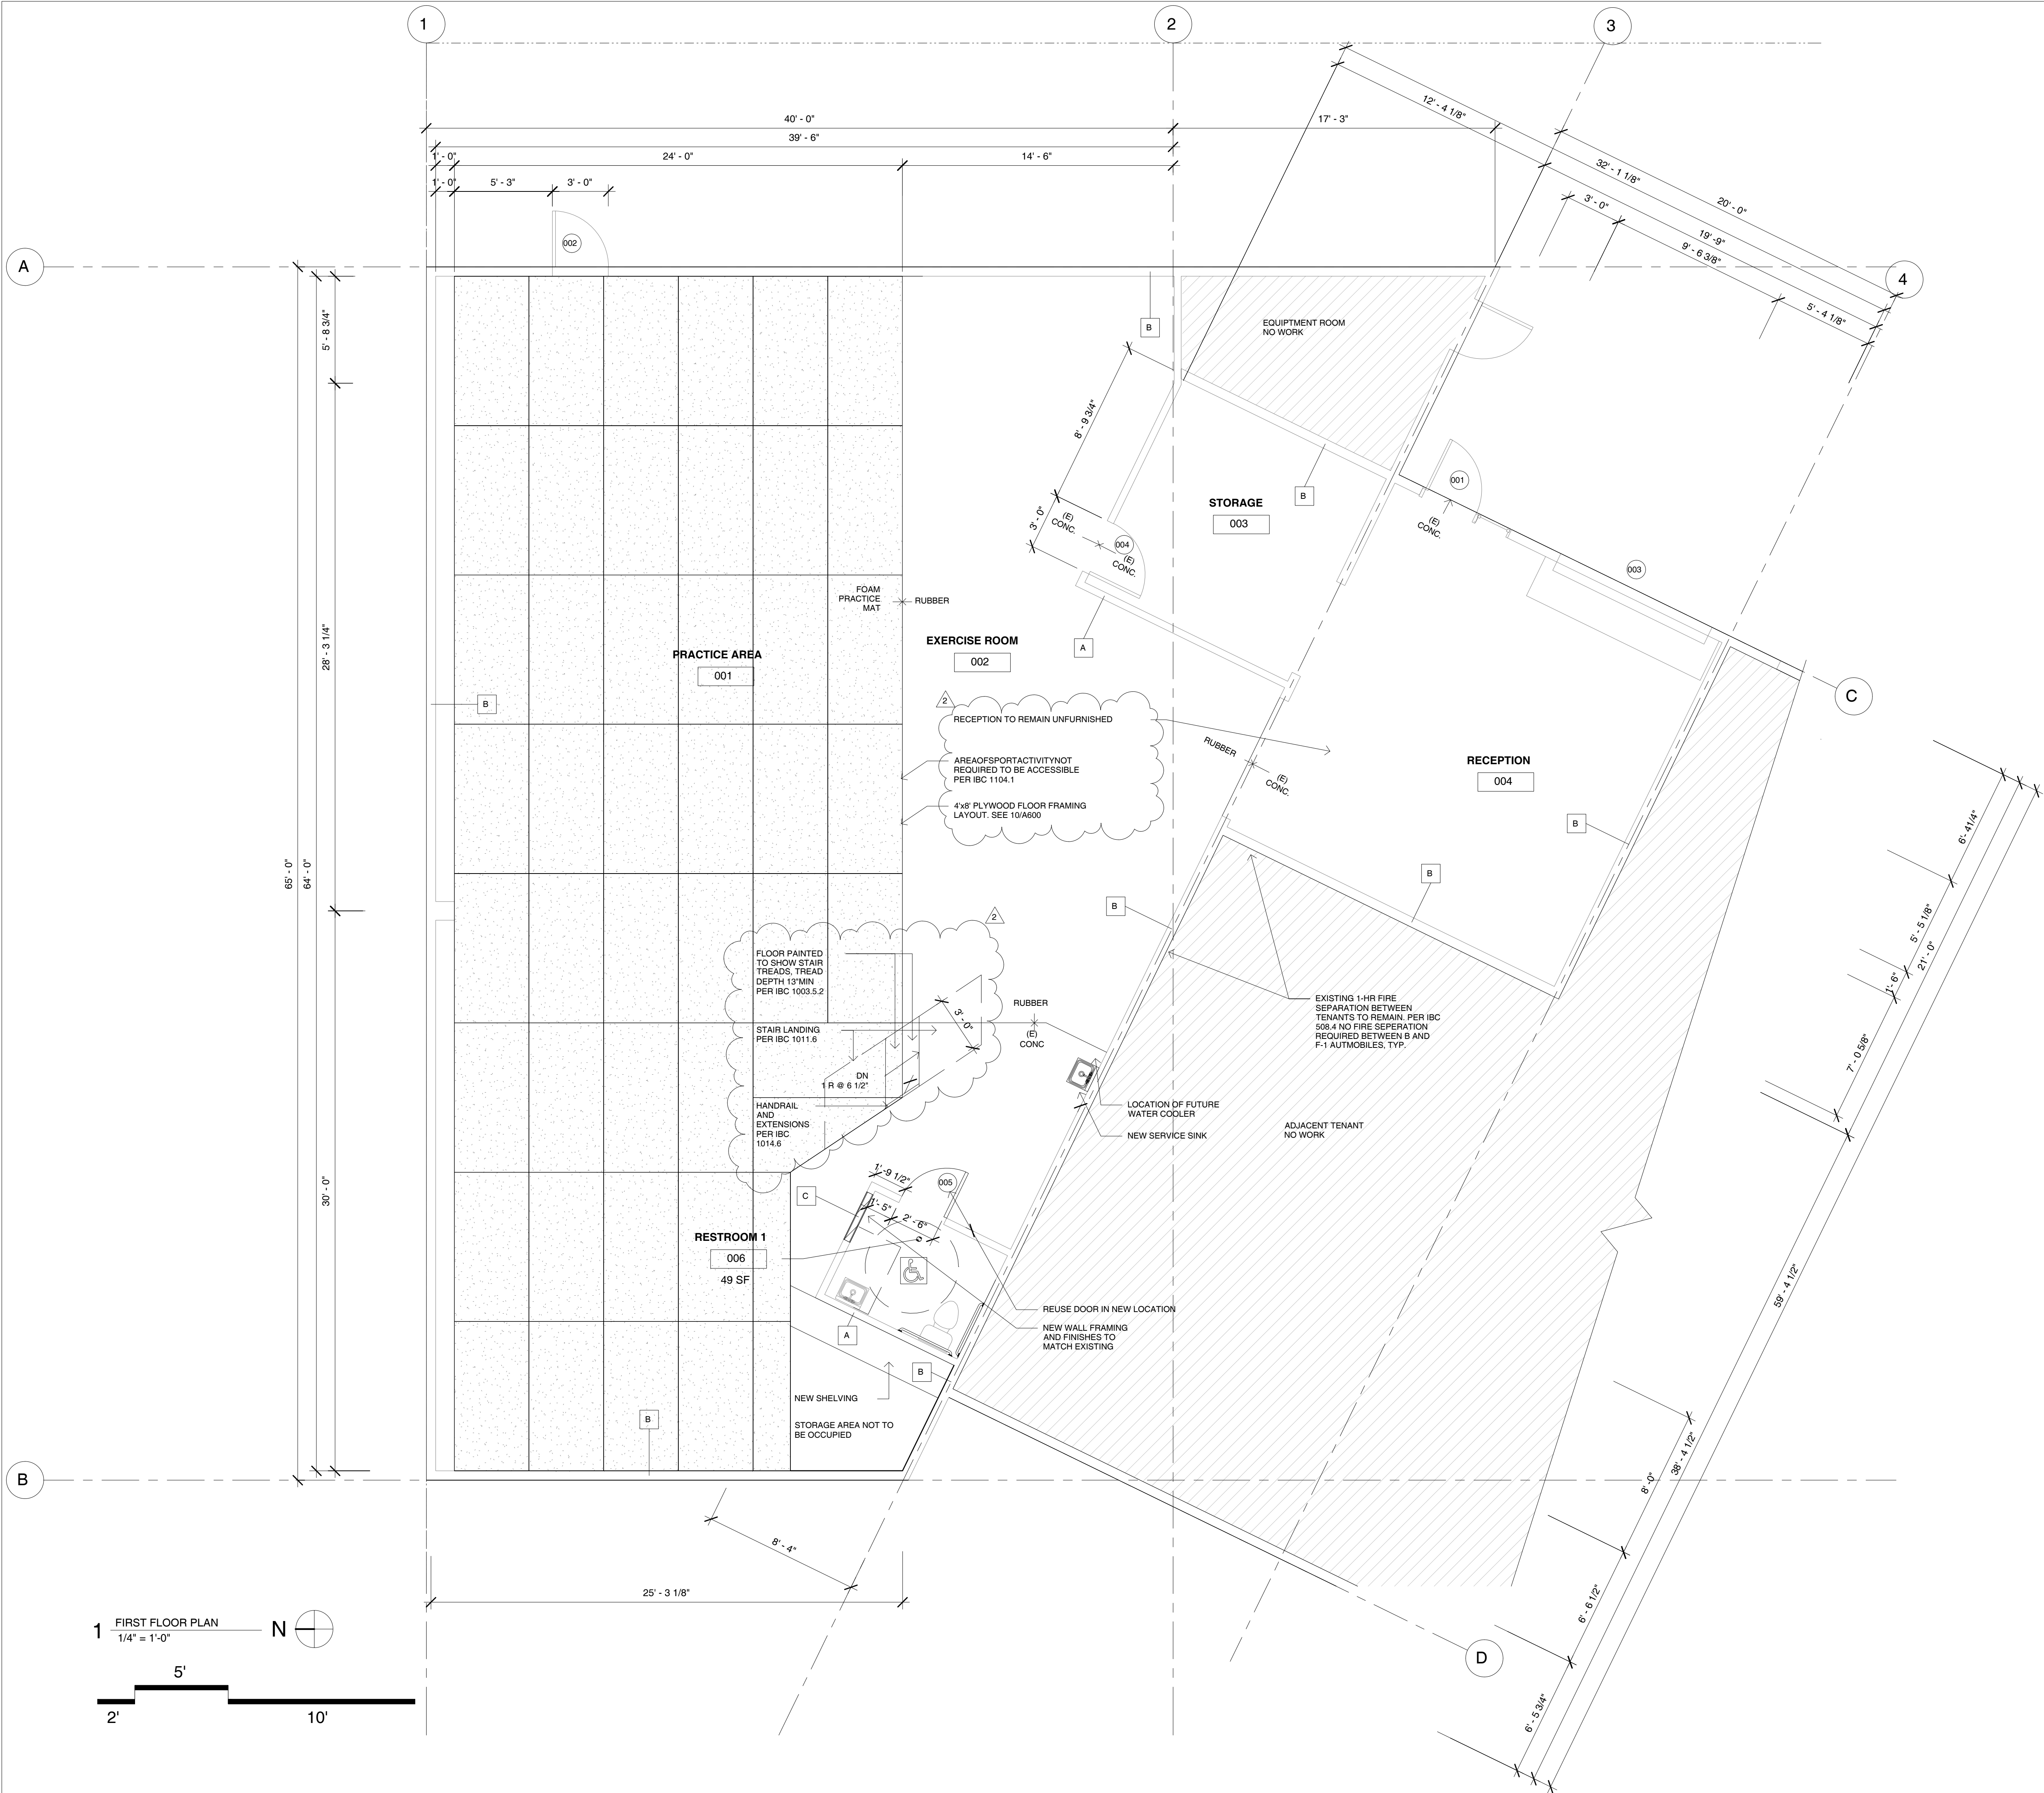 1
2
3
12' - 4 1/8"
40' - 0"
17' - 3"
39' - 6"
1' - 0"
24' - 0"
14' - 6"
32' - 1 1/8"
1' - 0"
5' - 3"
3' - 0"
20' - 0"
3' - 0"
19' -9"
9' - 6 3/8"
002
A
4
5' - 4 1/8"
B
EQUIPTMENT ROOM
NO WORK
5' - 8 3/4"
8' - 9 3/4"
001
B
STORAGE
003
3' - 0"
(E)
CONC.
(E)
CONC.
004
(E)
CONC.
003
FOAM
PRACTICE
MAT
RUBBER
EXERCISE ROOM
002
A
28' - 3 1/4"
PRACTICE AREA
001
B
C
2
RECEPTION TO REMAIN UNFURNISHED
AREAOFSPORTACTIVITYNOT
REQUIRED TO BE ACCESSIBLE
PER IBC 1104.1
4'x8' PLYWOOD FLOOR FRAMING
LAYOUT. SEE 10/A600
RUBBER
(E)
CONC.
RECEPTION
004
B
6'- 41/4"
65' - 0"
64' - 0"
B
B
2
5' - 5 1/8"
21' - 0"
1'- 6"
FLOOR PAINTED
TO SHOW STAIR
TREADS, TREAD
DEPTH 13"MIN
PER IBC 1003.5.2
RUBBER
(E)
CONC
3' - 0"
STAIR LANDING
PER IBC 1011.6
EXISTING 1-HR FIRE
SEPARATION BETWEEN
TENANTS TO REMAIN. PER IBC
508.4 NO FIRE SEPERATION
REQUIRED BETWEEN B AND
F-1 AUTMOBILES, TYP.
7' - 0 5/8"
DN
1 R @ 6 1/2"
HANDRAIL
AND
EXTENSIONS
PER IBC
1014.6
LOCATION OF FUTURE
WATER COOLER
NEW SERVICE SINK
ADJACENT TENANT
NO WORK
30' - 0"
1' -9 1/2"
005
C
1'- 5"
2' - 6"
RESTROOM 1
006
49 SF
59' - 4 1/2"
REUSE DOOR IN NEW LOCATION
NEW WALL FRAMING
AND FINISHES TO
MATCH EXISTING
A
B
NEW SHELVING
STORAGE AREA NOT TO
BE OCCUPIED
B
38' - 4 1/2"
B
8' -0"
8' - 4"
25' - 3 1/8"
6' - 6 1/2"
1
FIRST FLOOR PLAN
1/4" = 1'-0"
N
D
5'
2'
10'
6' - 5 3/4"